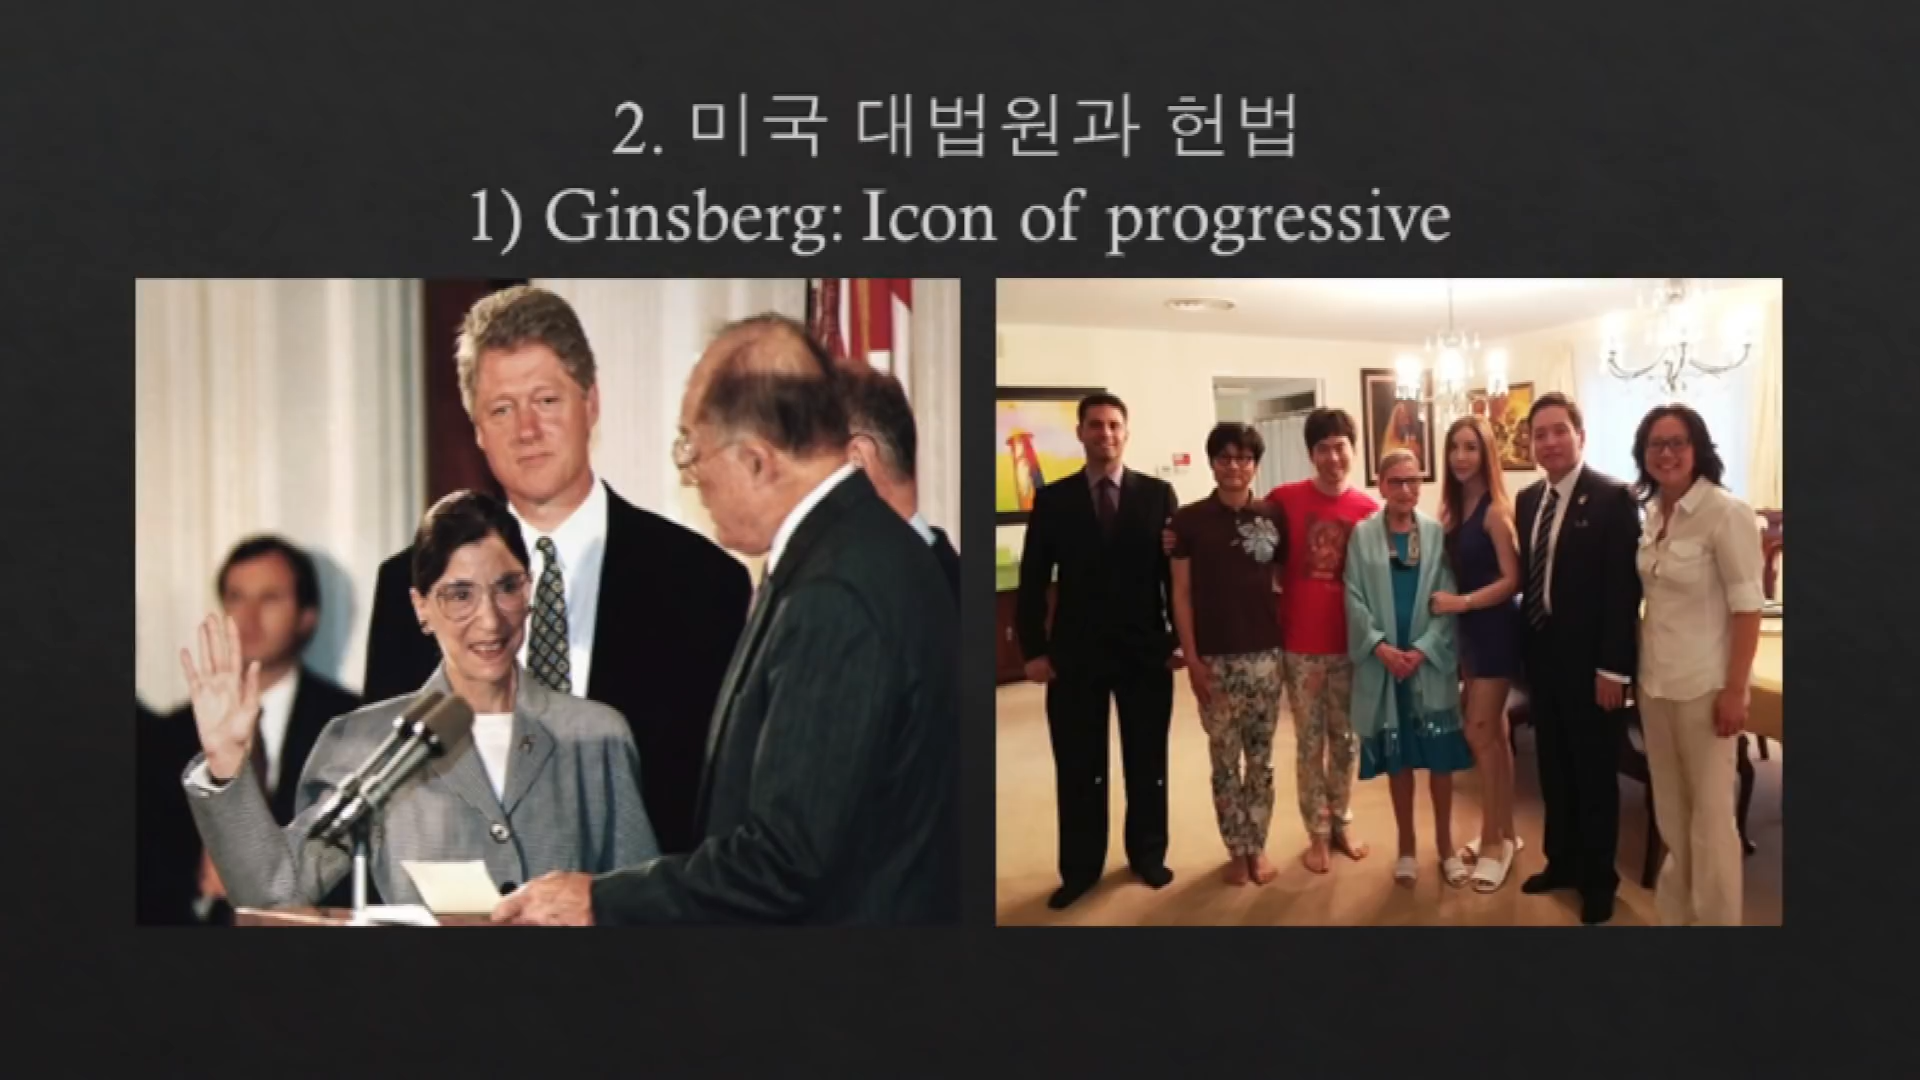 2. 미국 대법원과 헌법
1) Ginsberg: Icon of progressive